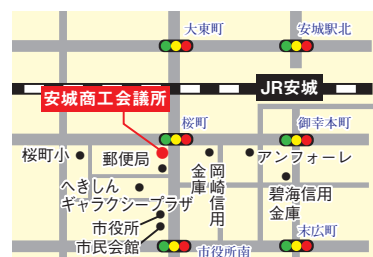 大東町
安城駅北
JR安城
安城商工会議所
桜町
御幸本町
桜町小
郵便局
岡崎信用
金庫
アンフォーレ
へきしん
ギャラクシープラザ
碧海信用
金庫
市役所
市民会館
市役所南
末広町